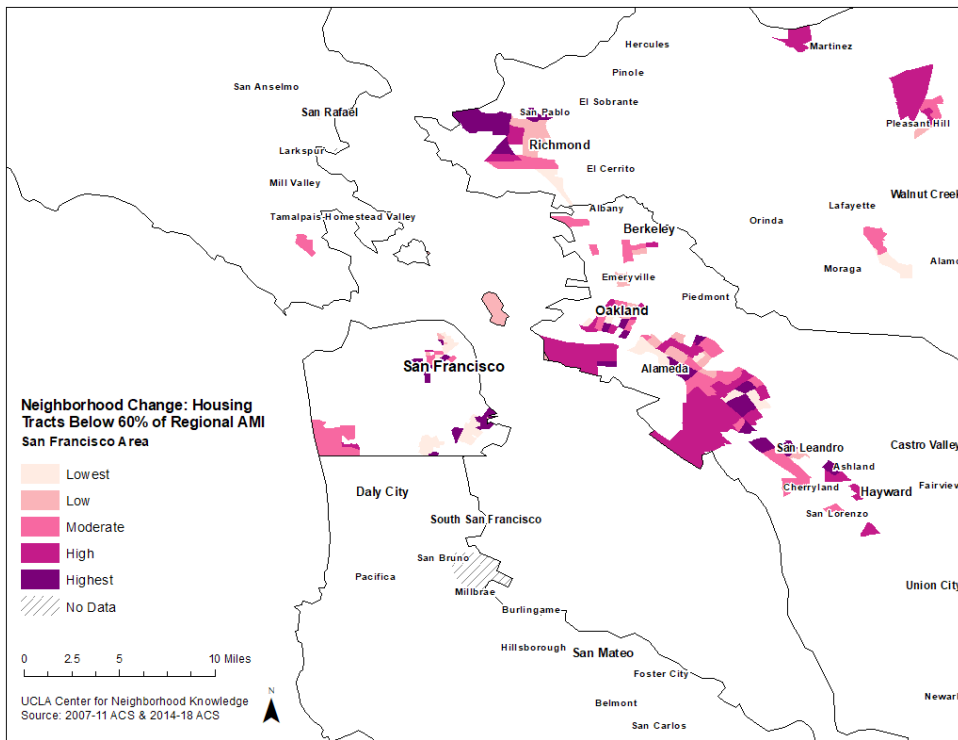 Hercules
Martinez
Pinole
San Anselmo
El Sobrante
San Rafael
San Pablo
Pleasant Hill
Richmond
Larkspur
El Cerrito
Mill Valley
Walnut Creek
Lafayette
Albany
Tamalpais-Homestead Valley
Orinda
Berkeley
Alamo
Moraga
Emeryville
Piedmont
Oakland
San Francisco
Alameda
Neighborhood Change: Housing
Tracts Below 60% of Regional AMI
San Francisco Area
Lowest
Low
Moderate
High
Highest
No Data
San Leandro
Castro Valley
Ashland
Cherryland
Hayward
Fairview
San Lorenzo
Daly City
South San Francisco
San Bruno
Pacifica
Millbrae
Union City
Burlingame
Hillsborough
San Mateo
Foster City
Belmont
San Carlos
Newark
0 2.5 5 10 Miles
N
UCLA Center for Neighborhood Knowledge
Source: 2007-11 ACS & 2014-18 ACS